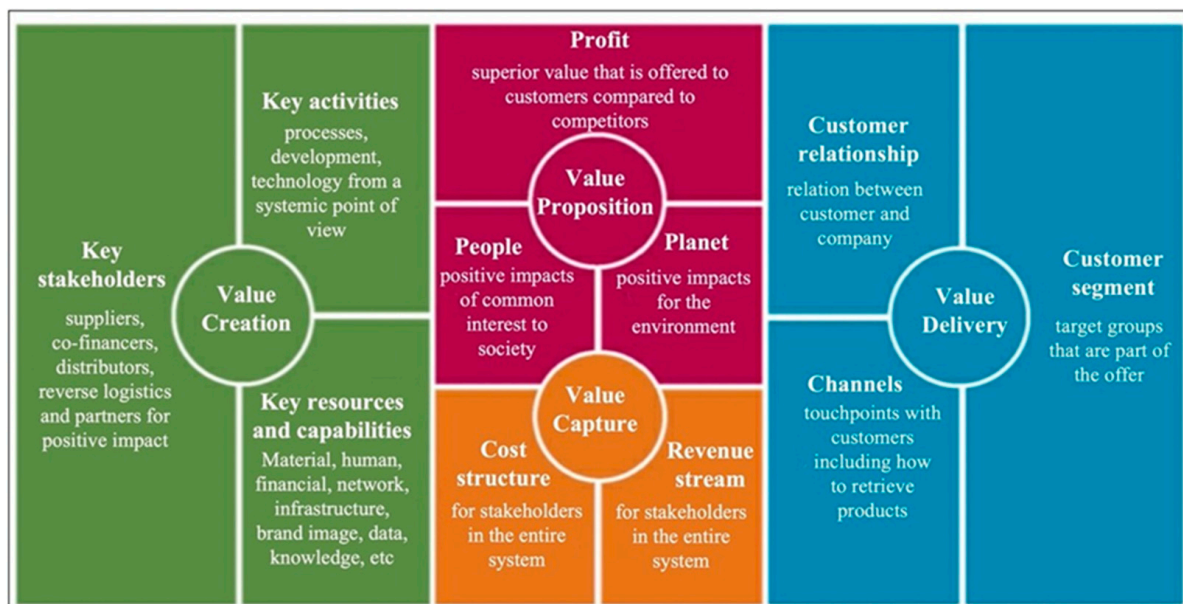 Key
stakeholders
suppliers,
co-financers,
distributors,
reverse logistics
and partners for
positive impact
Value
Creation
Key activities
processes,
development,
technology from a
systemic point of
view
Key resources
and capabilities
Material, human,
financial, network,
infrastructure,
brand image, data,
knowledge, etc
Profit
superior value that is offered to
customers compared to
competitors
Value
Proposition
People
positive impacts
of common
interest to
society
Planet
positive impacts
for the
environment
Value
Capture
Cost
structure
for stakeholders
in the entire
system
Revenue
stream
for stakeholders
in the entire
system
Customer
relationship
relation between
customer and
company
Value
Delivery
Channels
touchpoints with
customers
including how
to retrieve
products
Customer
segment
target groups
that are part of
the offer